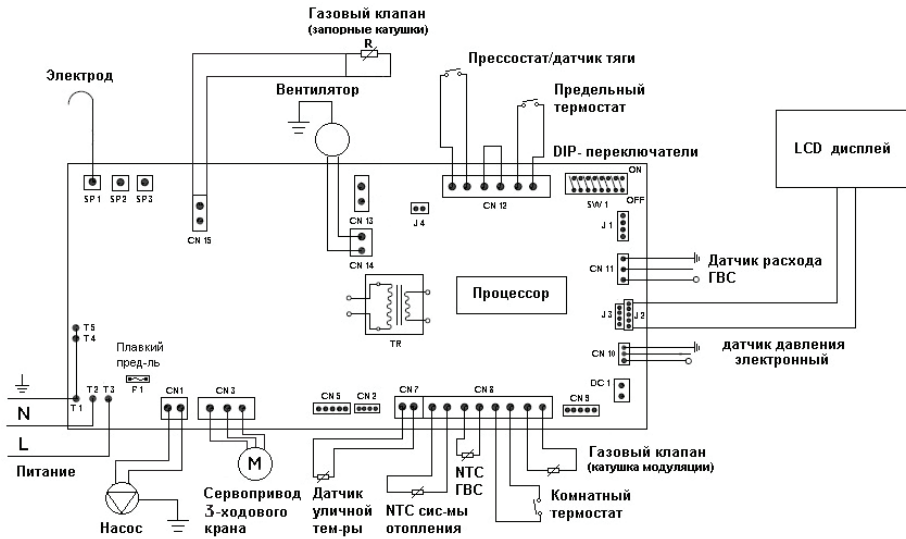 Газовый клапан
(запорные катушки)
R
Электрод
Вентилятор
Прессостат/датчик тяги
Предельный
термостат
LCD дисплей
DIP- переключатели
ON
OFF
SP1
SP2
SP3
CN 15
CN 13
CN 14
J4
CN 12
SW 1
J1
CN 11
Датчик расхода
ГВС
Процессор
TR
J3
J2
CN 10
датчик давления
электронный
T5
T4
Плавкий
пред-ль
F1
T1
T2
T3
CN1
CN3
CN5
CN2
CN7
CN8
CN9
DC1
N
L
Питание
M
Насос
Сервопривод
3-ходового
крана
Датчик
уличной
тем-ры
NTC сис-мы
отопления
NTC
ГВС
Газовый клапан
(катушка модуляции)
Комнатный
термостат